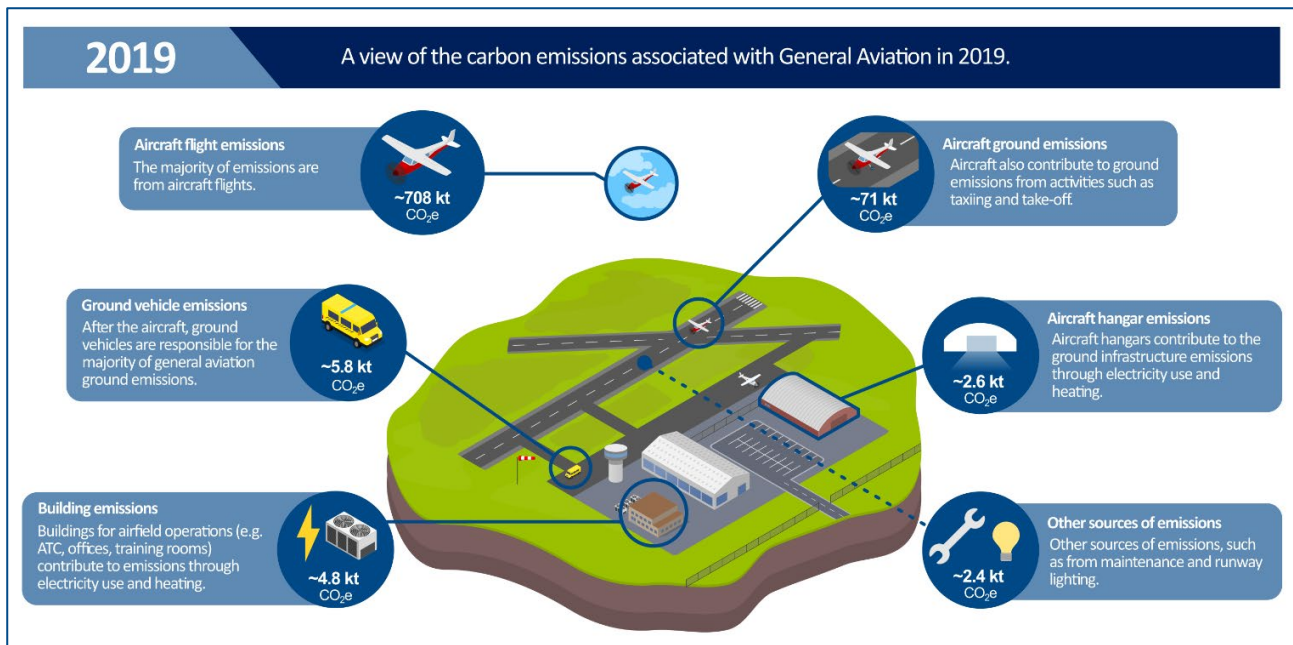 2019
A view of the carbon emissions associated with General Aviation in 2019.
Aircraft flight emissions
The majority of emissions are
from aircraft flights.
~708 kt
CO₂e
Aircraft ground emissions
Aircraft also contribute to ground
emissions from activities such as
taxiing and take-off.
~71 kt
CO₂e
Ground vehicle emissions
After the aircraft, ground
vehicles are responsible for the
majority of general aviation
ground emissions.
~5.8 kt
CO₂e
Aircraft hangar emissions
Aircraft hangars contribute to the
ground infrastructure emissions
through electricity use and
heating.
~2.6 kt
CO₂e
Building emissions
Buildings for airfield operations (e.g.
ATC, offices, training rooms)
contribute to emissions through
electricity use and heating.
~4.8 kt
CO₂e
Other sources of emissions
Other sources of emissions, such
as from maintenance and runway
lighting.
~2.4 kt
CO₂e